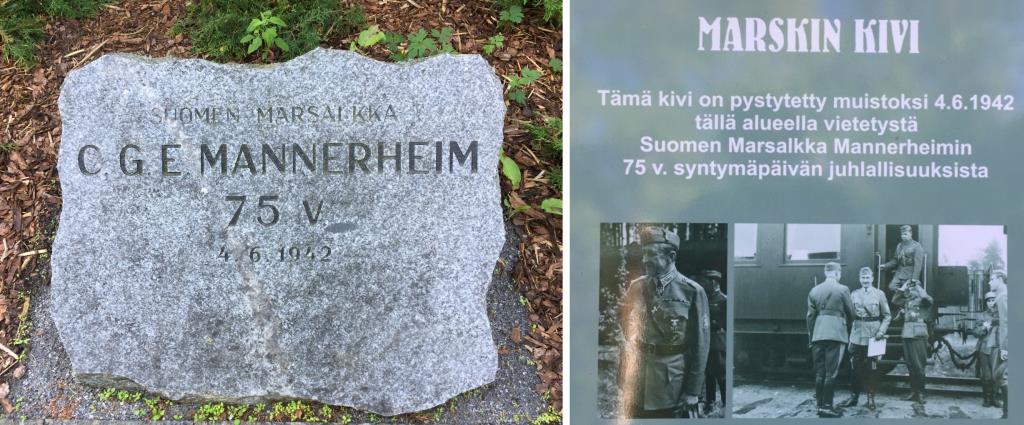 SUOMEN MARSALKKA
C. G. E. MANNERHEIM
75 V.
4.6.1942
MARSKIN KIVI
Tämä kivi on pystytetty muistoksi 4.6.1942
tällä alueella vietetystä
Suomen Marsalkka Mannerheimin
75 v. syntymäpäivän juhlallisuuksista